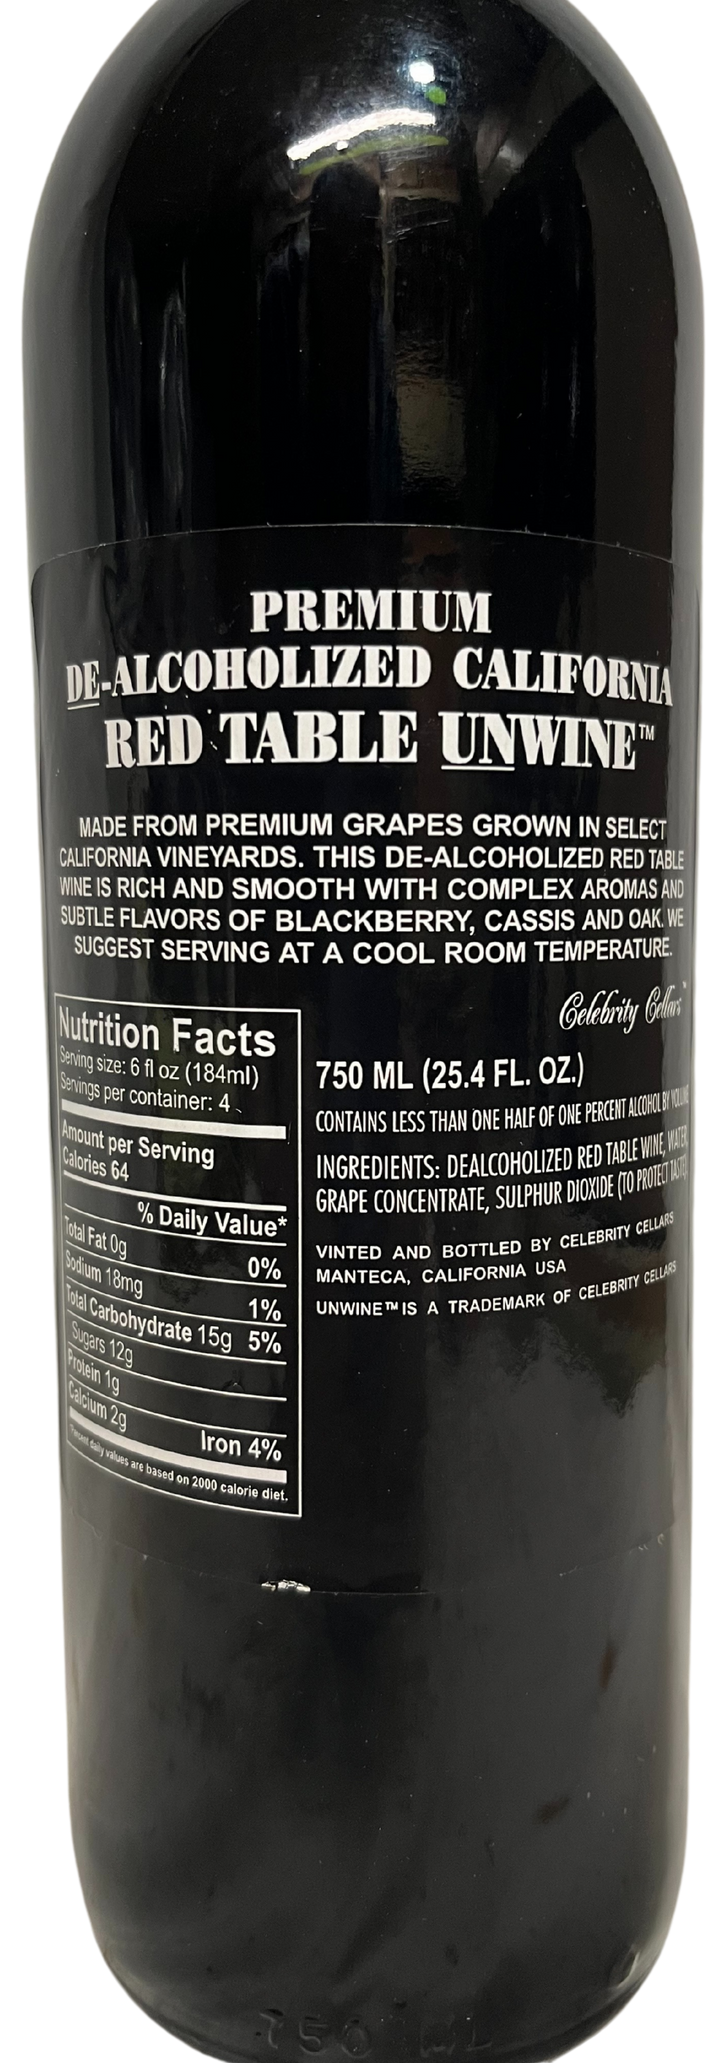 PREMIUM
DE-ALCOHOLIZED CALIFORNIA
RED TABLE UNWINE™
MADE FROM PREMIUM GRAPES GROWN IN SELECT
CALIFORNIA VINEYARDS. THIS DE-ALCOHOLIZED RED TABLE
WINE IS RICH AND SMOOTH WITH COMPLEX AROMAS AND
SUBTLE FLAVORS OF BLACKBERRY, CASSIS AND OAK. WE
SUGGEST SERVING AT A COOL ROOM TEMPERATURE.
Celebrity Cellars™
Nutrition Facts
Serving size: 6 fl oz (184ml)
Servings per container: 4
Amount per Serving
Calories 64
% Daily Value*
Total Fat 0g 0%
Sodium 18mg 1%
Total Carbohydrate 15g 5%
Sugars 12g
Protein 1g
Calcium 2g Iron 4%
*Percent daily values are based on 2000 calorie diet.
750 ML (25.4 FL. OZ.)
CONTAINS LESS THAN ONE HALF OF ONE PERCENT ALCOHOL BY VOLUME
INGREDIENTS: DEALCOHOLIZED RED TABLE WINE, WATER,
GRAPE CONCENTRATE, SULPHUR DIOXIDE (TO PROTECT TASTE)
VINTED AND BOTTLED BY CELEBRITY CELLARS
MANTECA, CALIFORNIA USA
UNWINE™ IS A TRADEMARK OF CELEBRITY CELLARS
750 ML